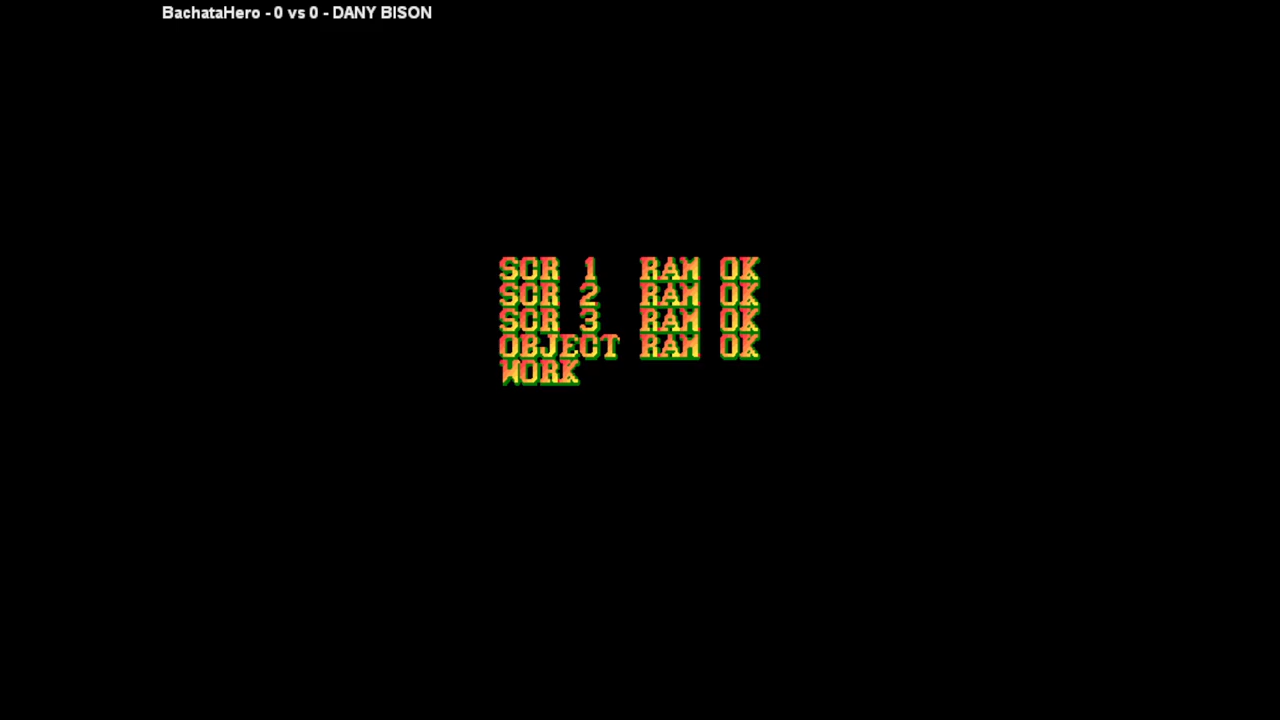 BachataHero - 0 vs 0 - DANY BISON
SCR 1 RAM OK
SCR 2 RAM OK
SCR 3 RAM OK
OBJECT RAM OK
WORK